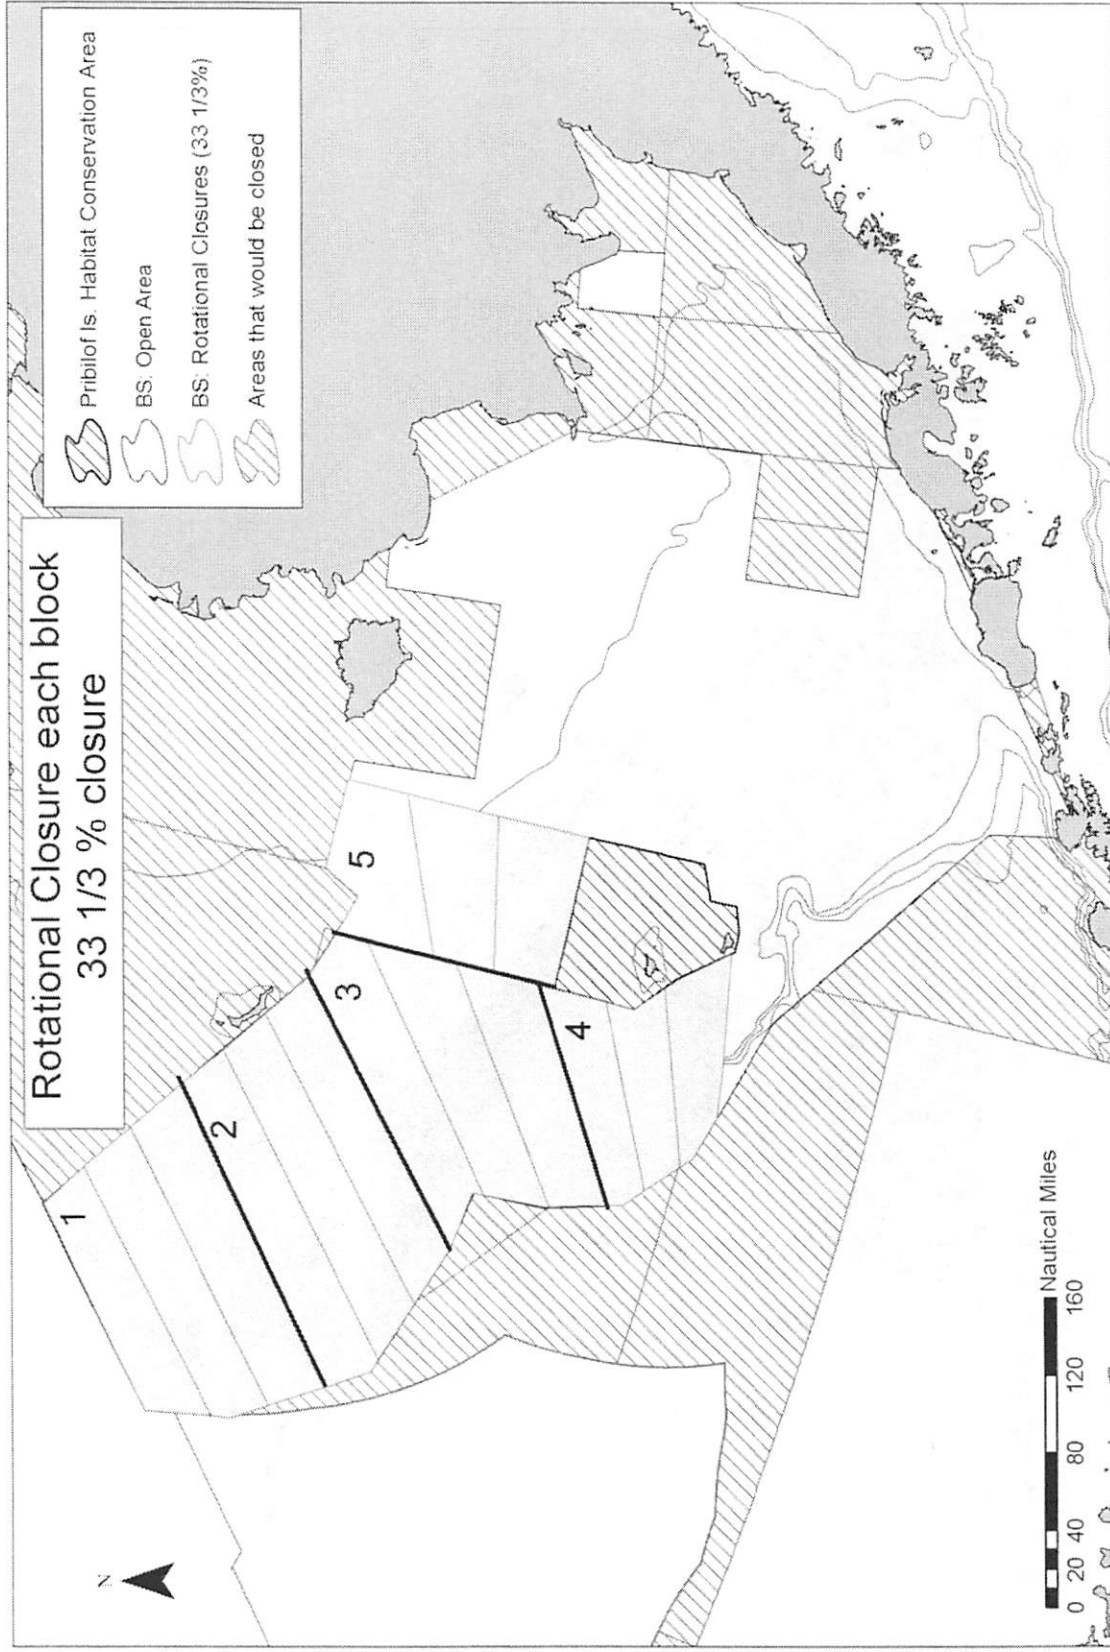 Rotational Closure each block
33 1/3 % closure
Pribilof Is. Habitat Conservation Area
BS: Open Area
BS: Rotational Closures (33 1/3%)
Areas that would be closed
1
2
3
4
5
N
Nautical Miles
0 20 40 80 120 160